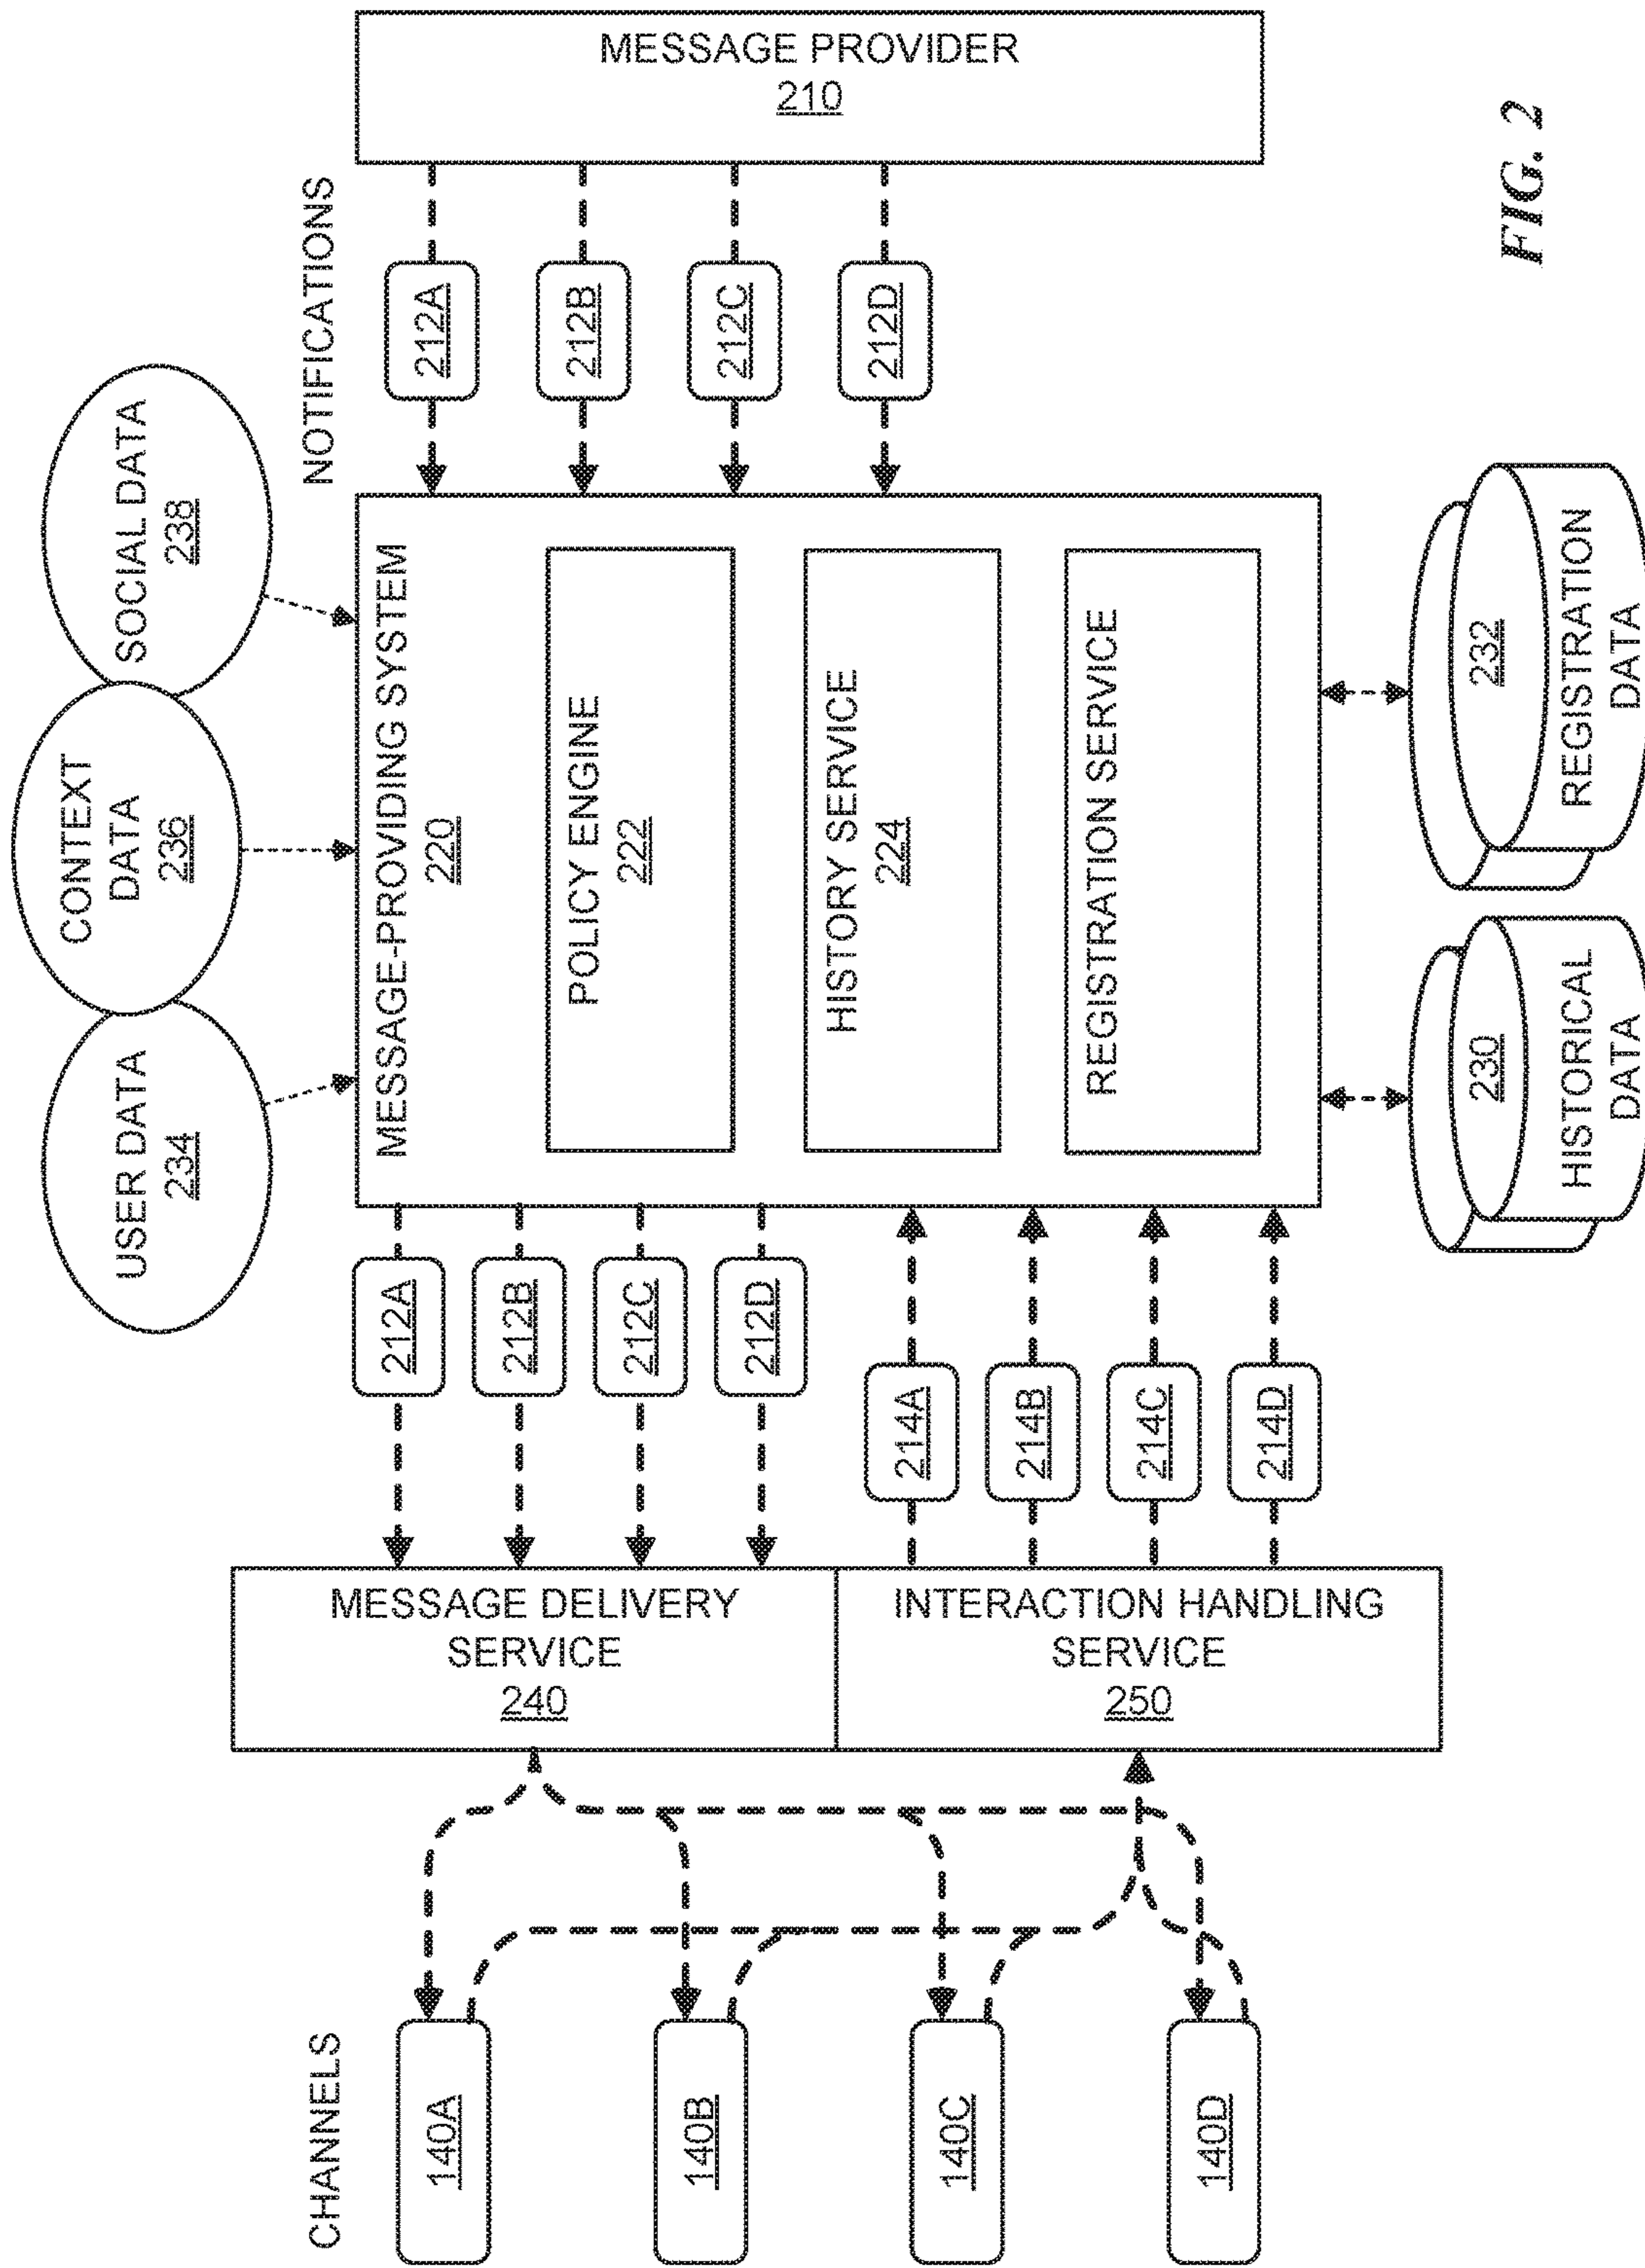 USER DATA
234
CONTEXT
DATA
236
SOCIAL DATA
238
CHANNELS
NOTIFICATIONS
140A
140B
140C
140D
MESSAGE DELIVERY
SERVICE
240
INTERACTION HANDLING
SERVICE
250
212A
212B
212C
212D
214A
214B
214C
214D
MESSAGE-PROVIDING SYSTEM
220
POLICY ENGINE
222
HISTORY SERVICE
224
REGISTRATION SERVICE
212A
212B
212C
212D
MESSAGE PROVIDER
210
230
HISTORICAL
DATA
232
REGISTRATION
DATA
FIG. 2